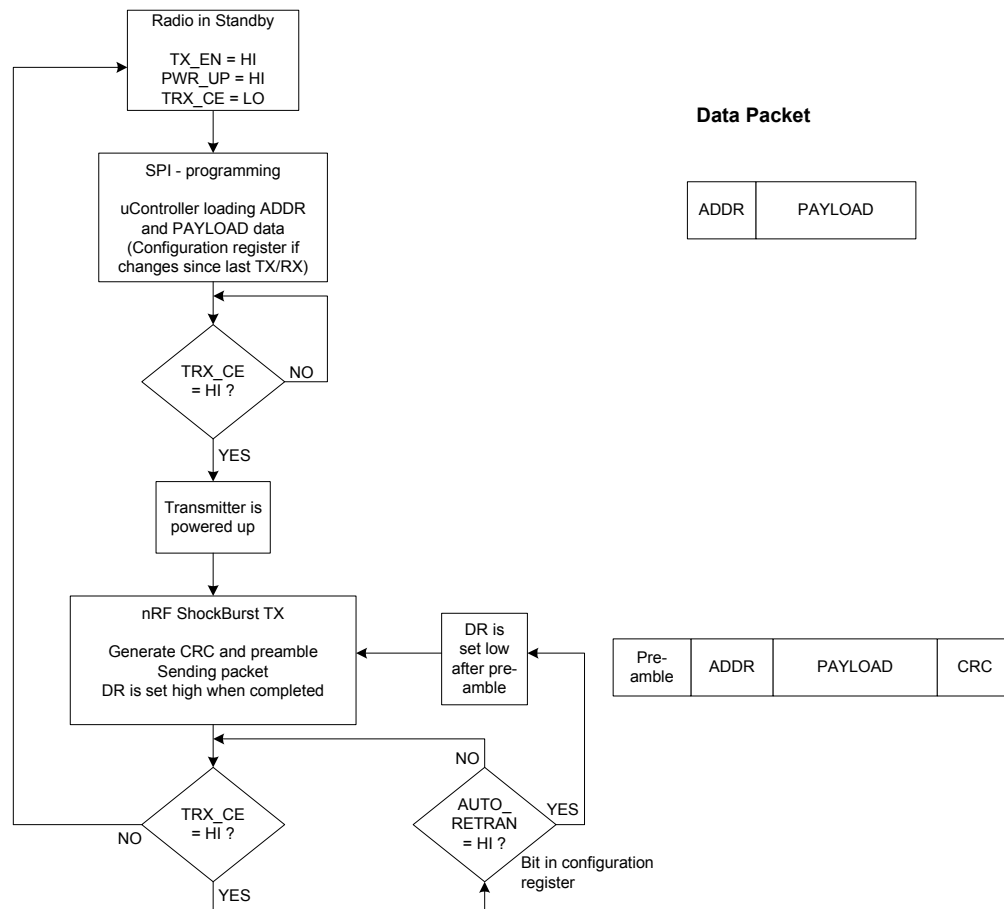 Radio in Standby
TX_EN = HI
PWR_UP = HI
TRX_CE = LO
Data Packet
SPI - programming
uController loading ADDR
and PAYLOAD data
(Configuration register if
changes since last TX/RX)
ADDR
PAYLOAD
TRX_CE
= HI ?
NO
YES
Transmitter is
powered up
nRF ShockBurst TX
Generate CRC and preamble
Sending packet
DR is set high when completed
DR is
set low
after pre-
amble
Pre-
amble
ADDR
PAYLOAD
CRC
NO
TRX_CE
= HI ?
NO
YES
AUTO_
RETRAN
= HI ?
YES
Bit in configuration
register